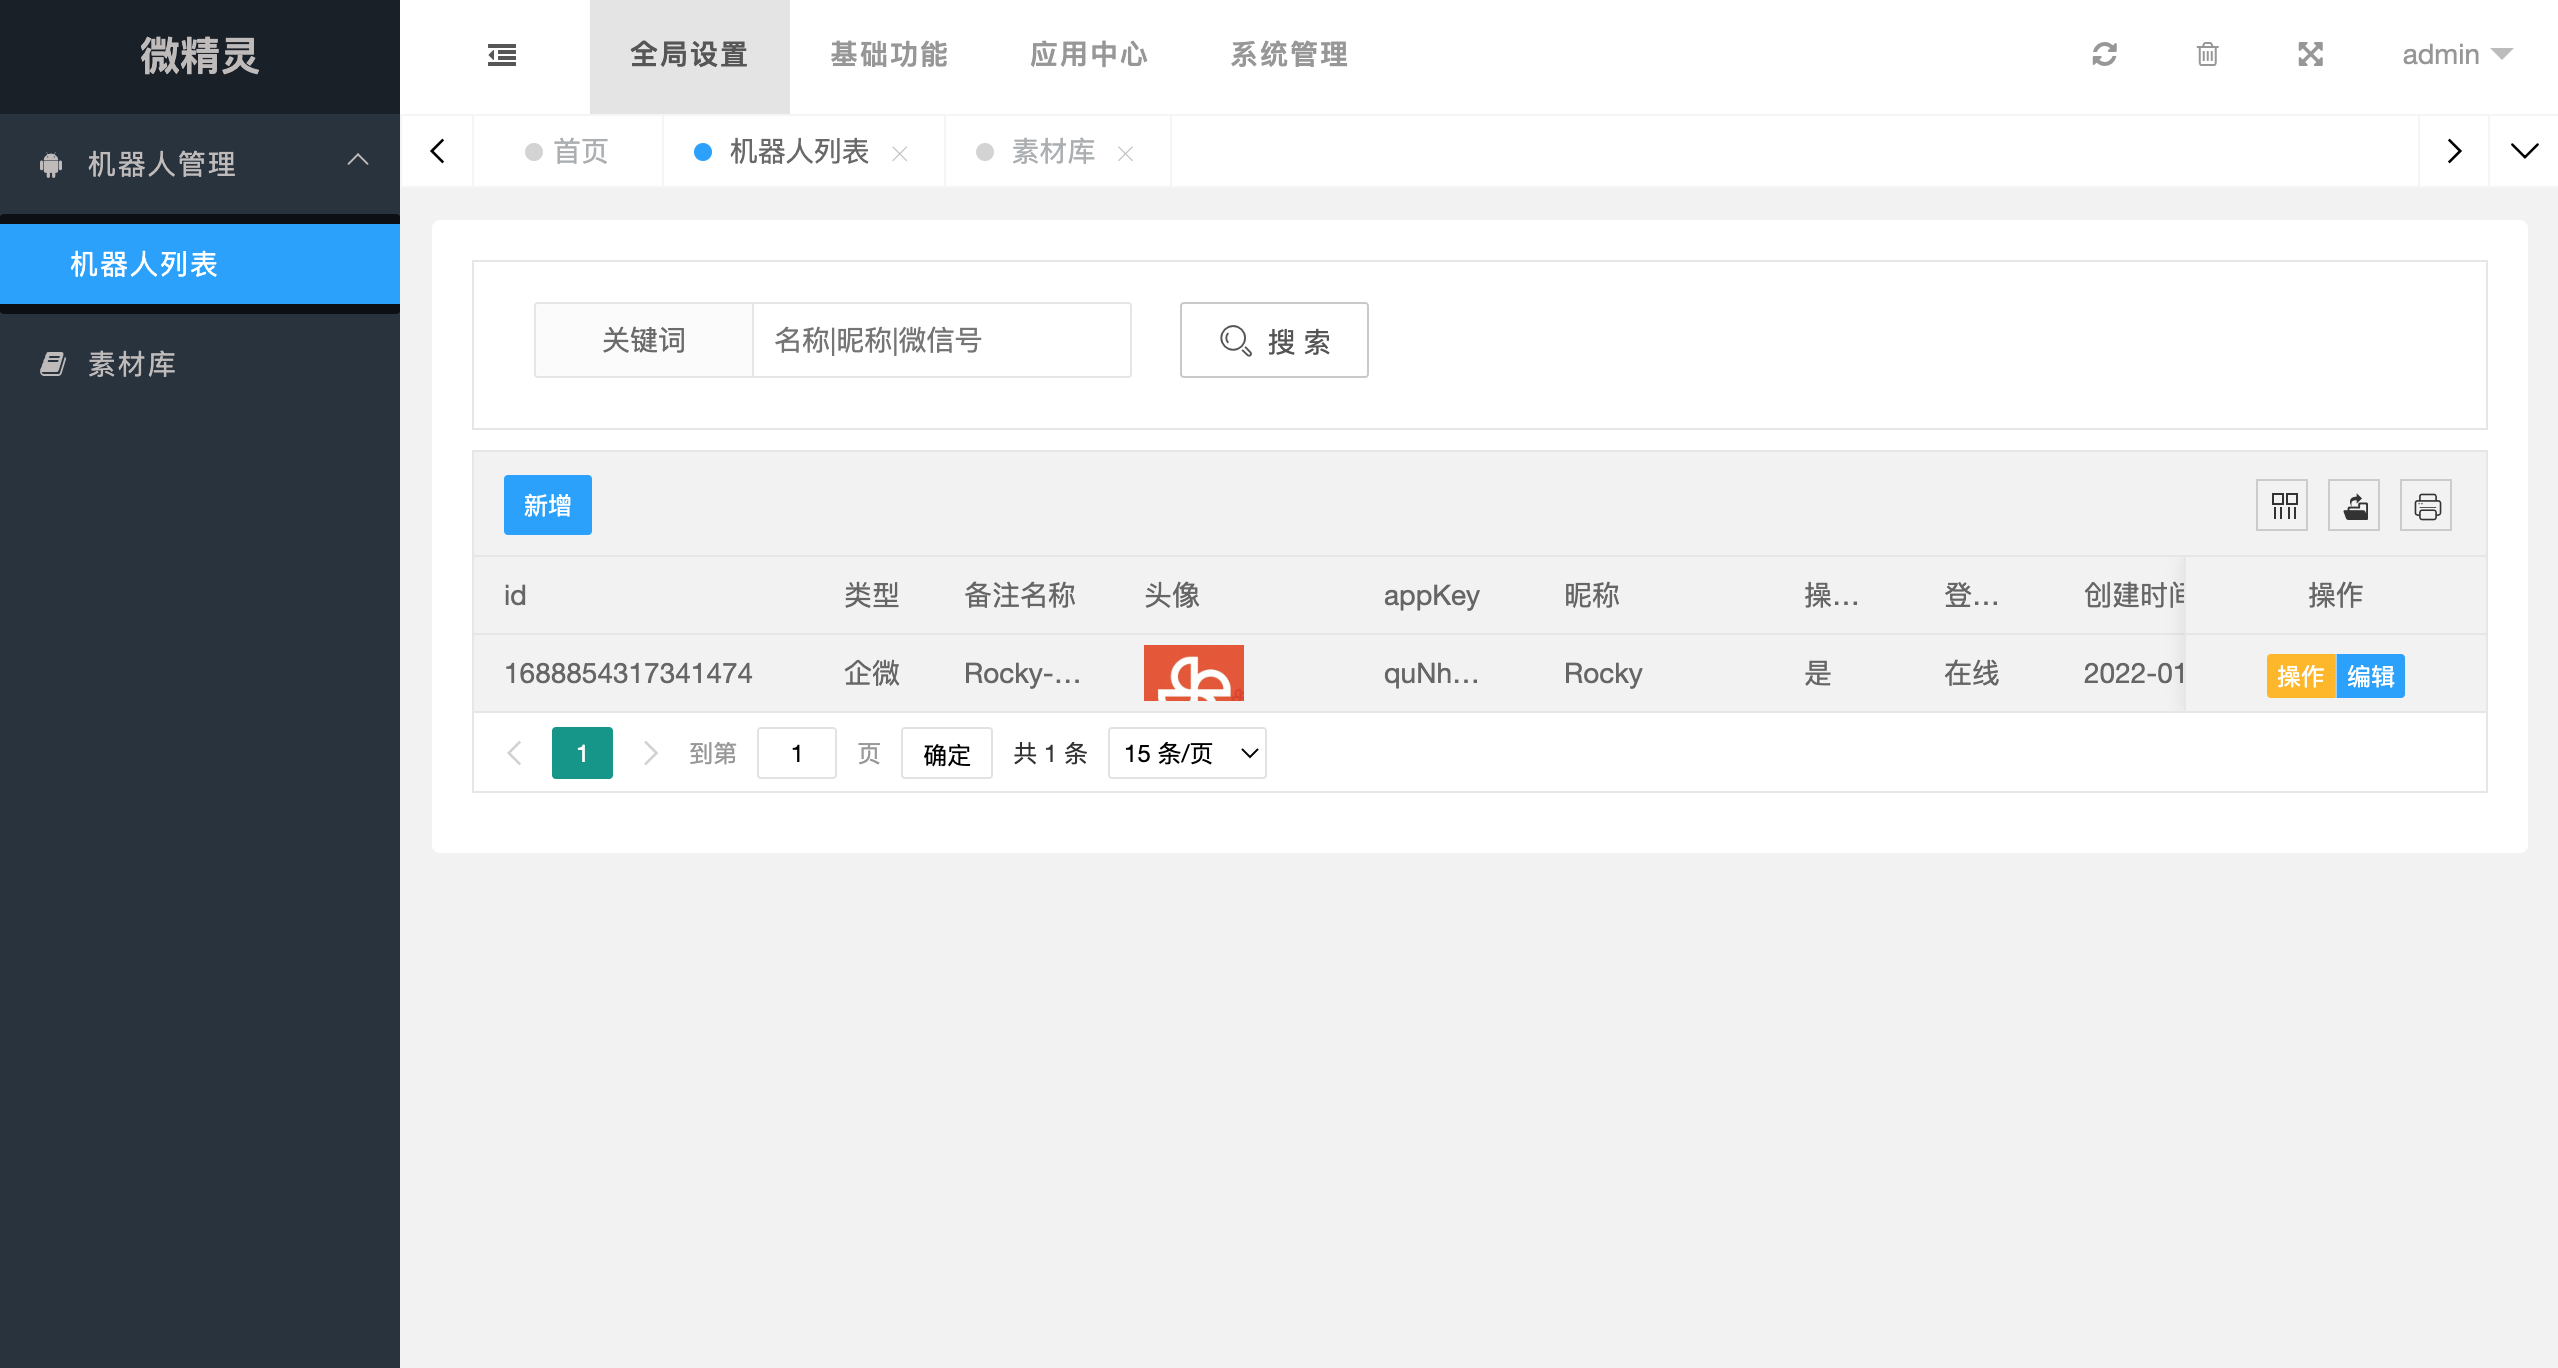 微精灵
全局设置 基础功能 应用中心 系统管理 admin
机器人管理
机器人列表
素材库
首页 机器人列表 素材库
关键词 名称|昵称|微信号 搜 索
新增
id 类型 备注名称 头像 appKey 昵称 操... 登... 创建时间 操作
1688854317341474 企微 Rocky-... quNh... Rocky 是 在线 2022-01 操作 编辑
1 到第 1 页 确定 共 1 条 15 条/页